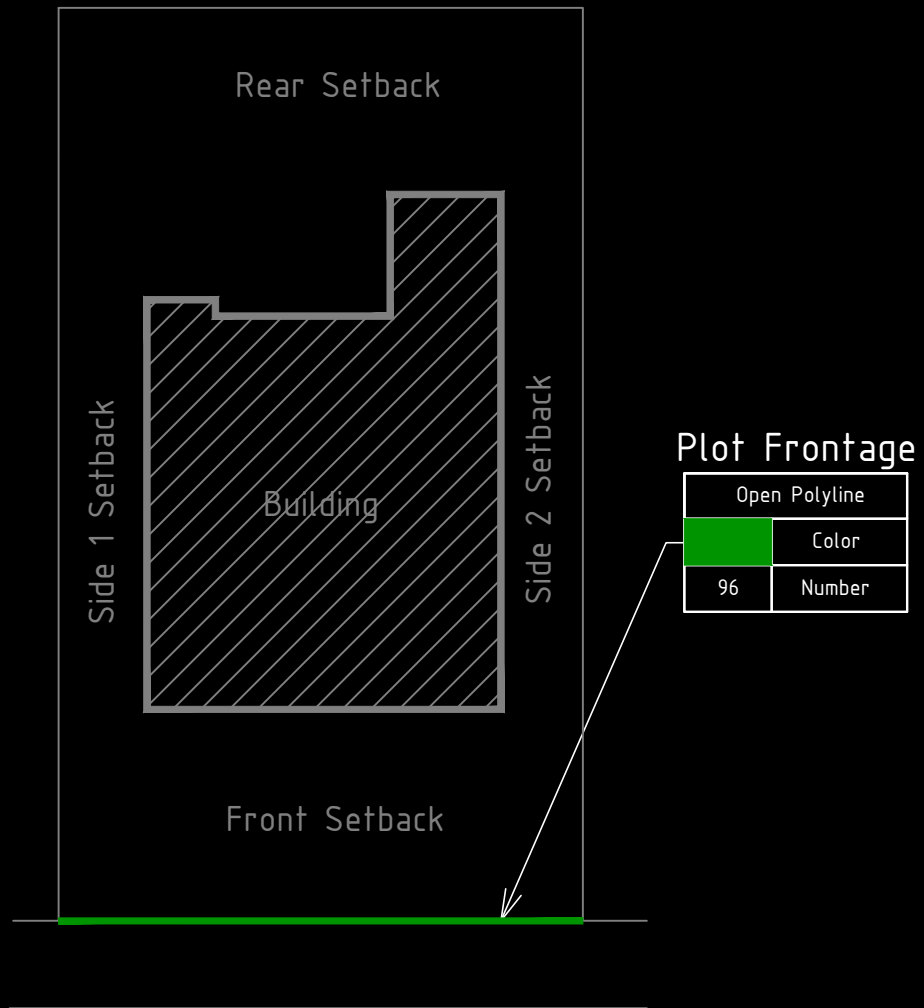 Rear Setback
Side 1 Setback
Building
Side 2 Setback
Front Setback
Plot Frontage
Open Polyline
Color
96 Number